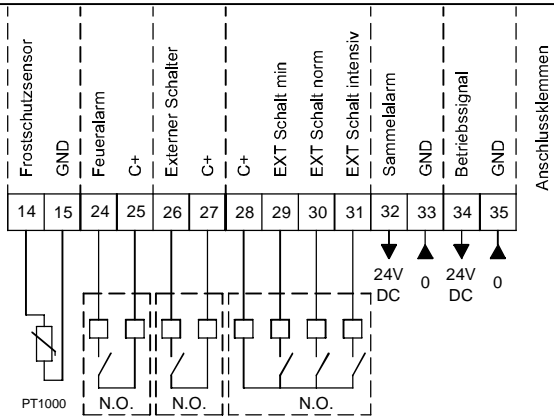 Frostschutzsensor
GND
Feueralarm
C+
Externer Schalter
C+
C+
EXT Schalt min
EXT Schalt norm
EXT Schalt intensiv
Sammelalarm
GND
Betriebssignal
GND
Anschlussklemmen
14 15 24 25 26 27 28 29 30 31 32 33 34 35
24V DC
0
24V DC
0
PT1000
N.O.
N.O.
N.O.